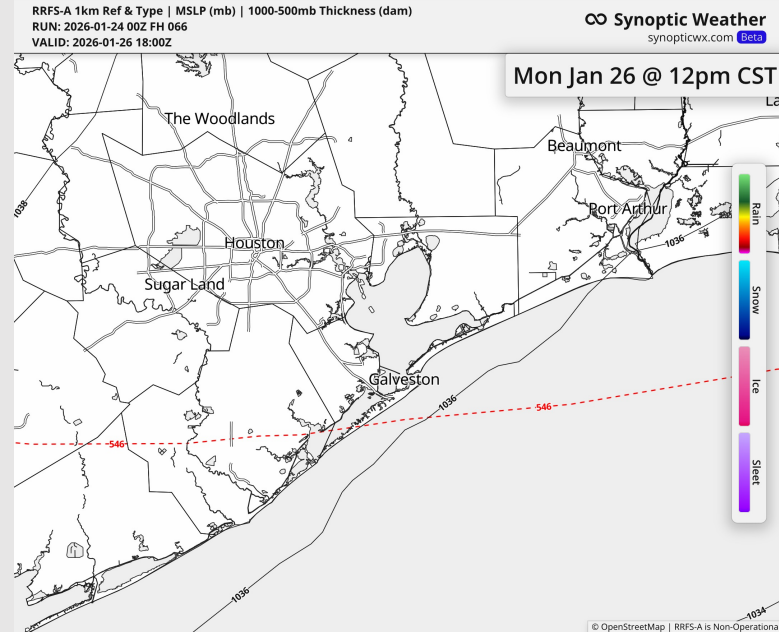 RRFS-A 1km Ref & Type | MSLP (mb) | 1000-500mb Thickness (dam)
RUN: 2026-01-24 00Z FH 066
VALID: 2026-01-26 18:00Z
Synoptic Weather
synopticwx.com Beta
Mon Jan 26 @ 12pm CST
La
The Woodlands
Beaumont
1038
Port Arthur
Rain
Houston
1036
Sugar Land
Snow
Galveston
Ice
1036
546
546
Sleet
1036
1034
© OpenStreetMap | RRFS-A is Non-Operationa